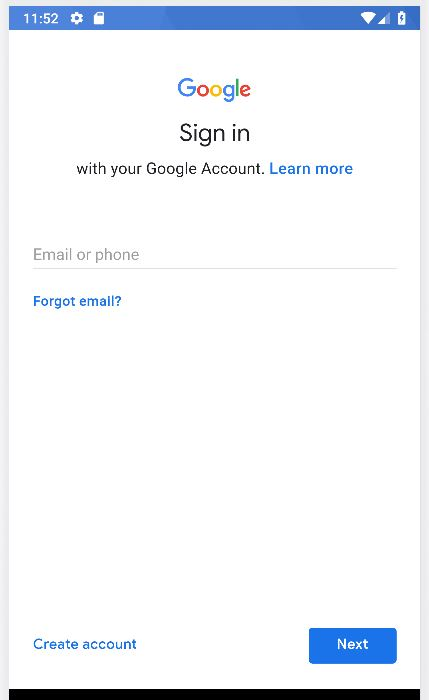 11:52
Google
Sign in
with your Google Account. Learn more
Email or phone
Forgot email?
Create account
Next